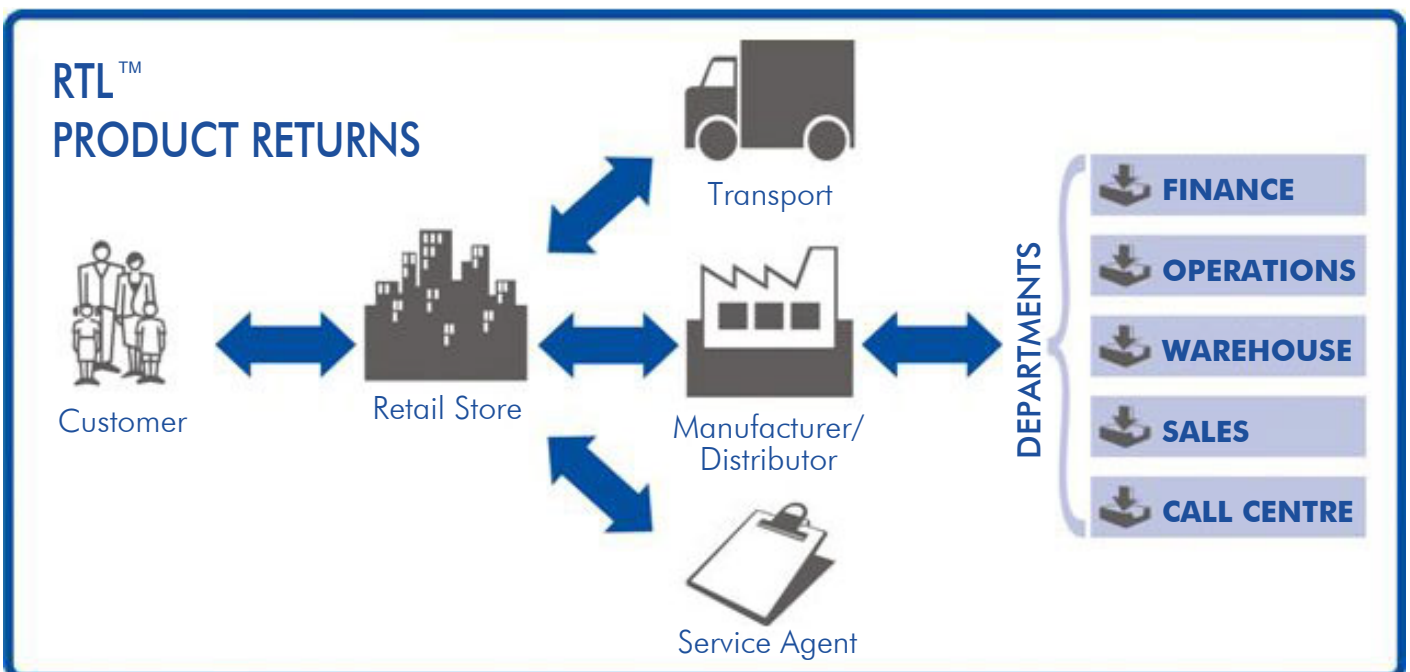 RTL™
PRODUCT RETURNS
Transport
Customer
Retail Store
Manufacturer/
Distributor
Service Agent
DEPARTMENTS
FINANCE
OPERATIONS
WAREHOUSE
SALES
CALL CENTRE